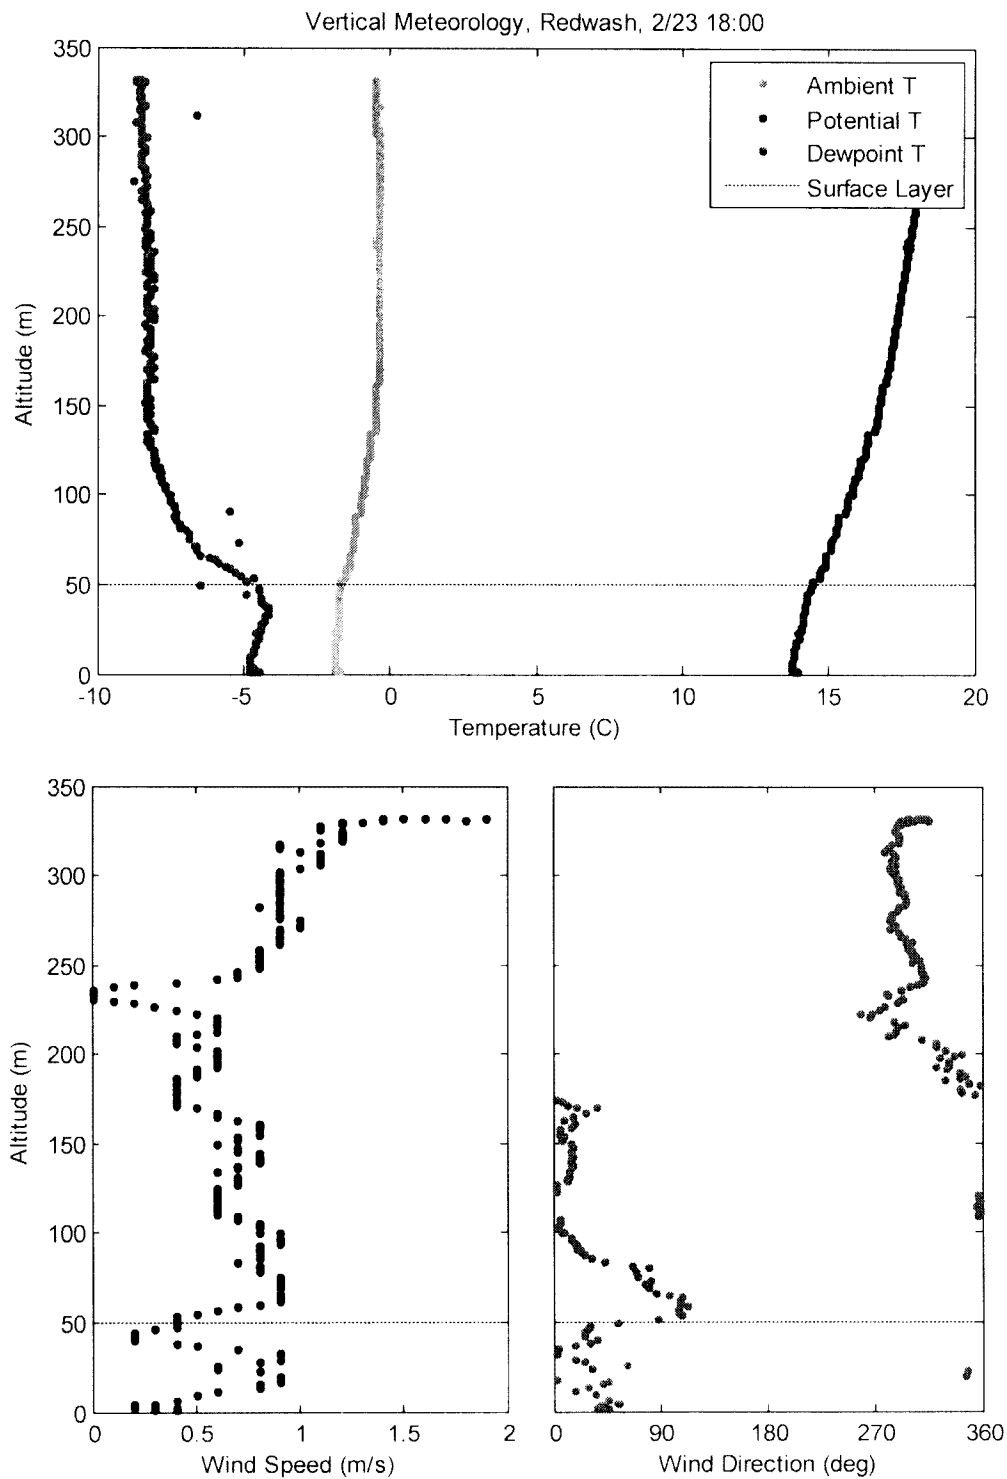 Vertical Meteorology, Redwash, 2/23 18:00
350
300
250
200
150
100
50
0
Altitude (m)
Ambient T
Potential T
Dewpoint T
Surface Layer
-10 -5 0 5 10 15 20
Temperature (C)
350
300
250
200
150
100
50
0
Altitude (m)
0 0.5 1 1.5 2
Wind Speed (m/s)
0 90 180 270 360
Wind Direction (deg)